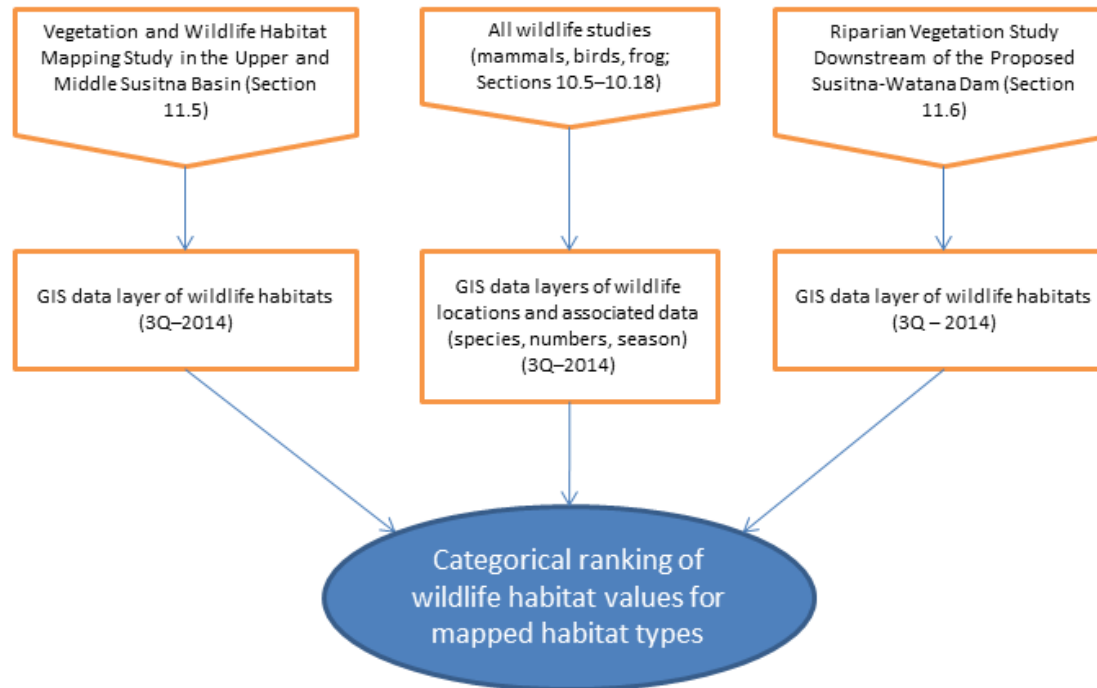 Vegetation and Wildlife Habitat
Mapping Study in the Upper and
Middle Susitna Basin (Section
11.5)
All wildlife studies
(mammals, birds, frog;
Sections 10.5–10.18)
Riparian Vegetation Study
Downstream of the Proposed
Susitna-Watana Dam (Section
11.6)
GIS data layer of wildlife habitats
(3Q–2014)
GIS data layers of wildlife
locations and associated data
(species, numbers, season)
(3Q–2014)
GIS data layer of wildlife habitats
(3Q – 2014)
Categorical ranking of
wildlife habitat values for
mapped habitat types